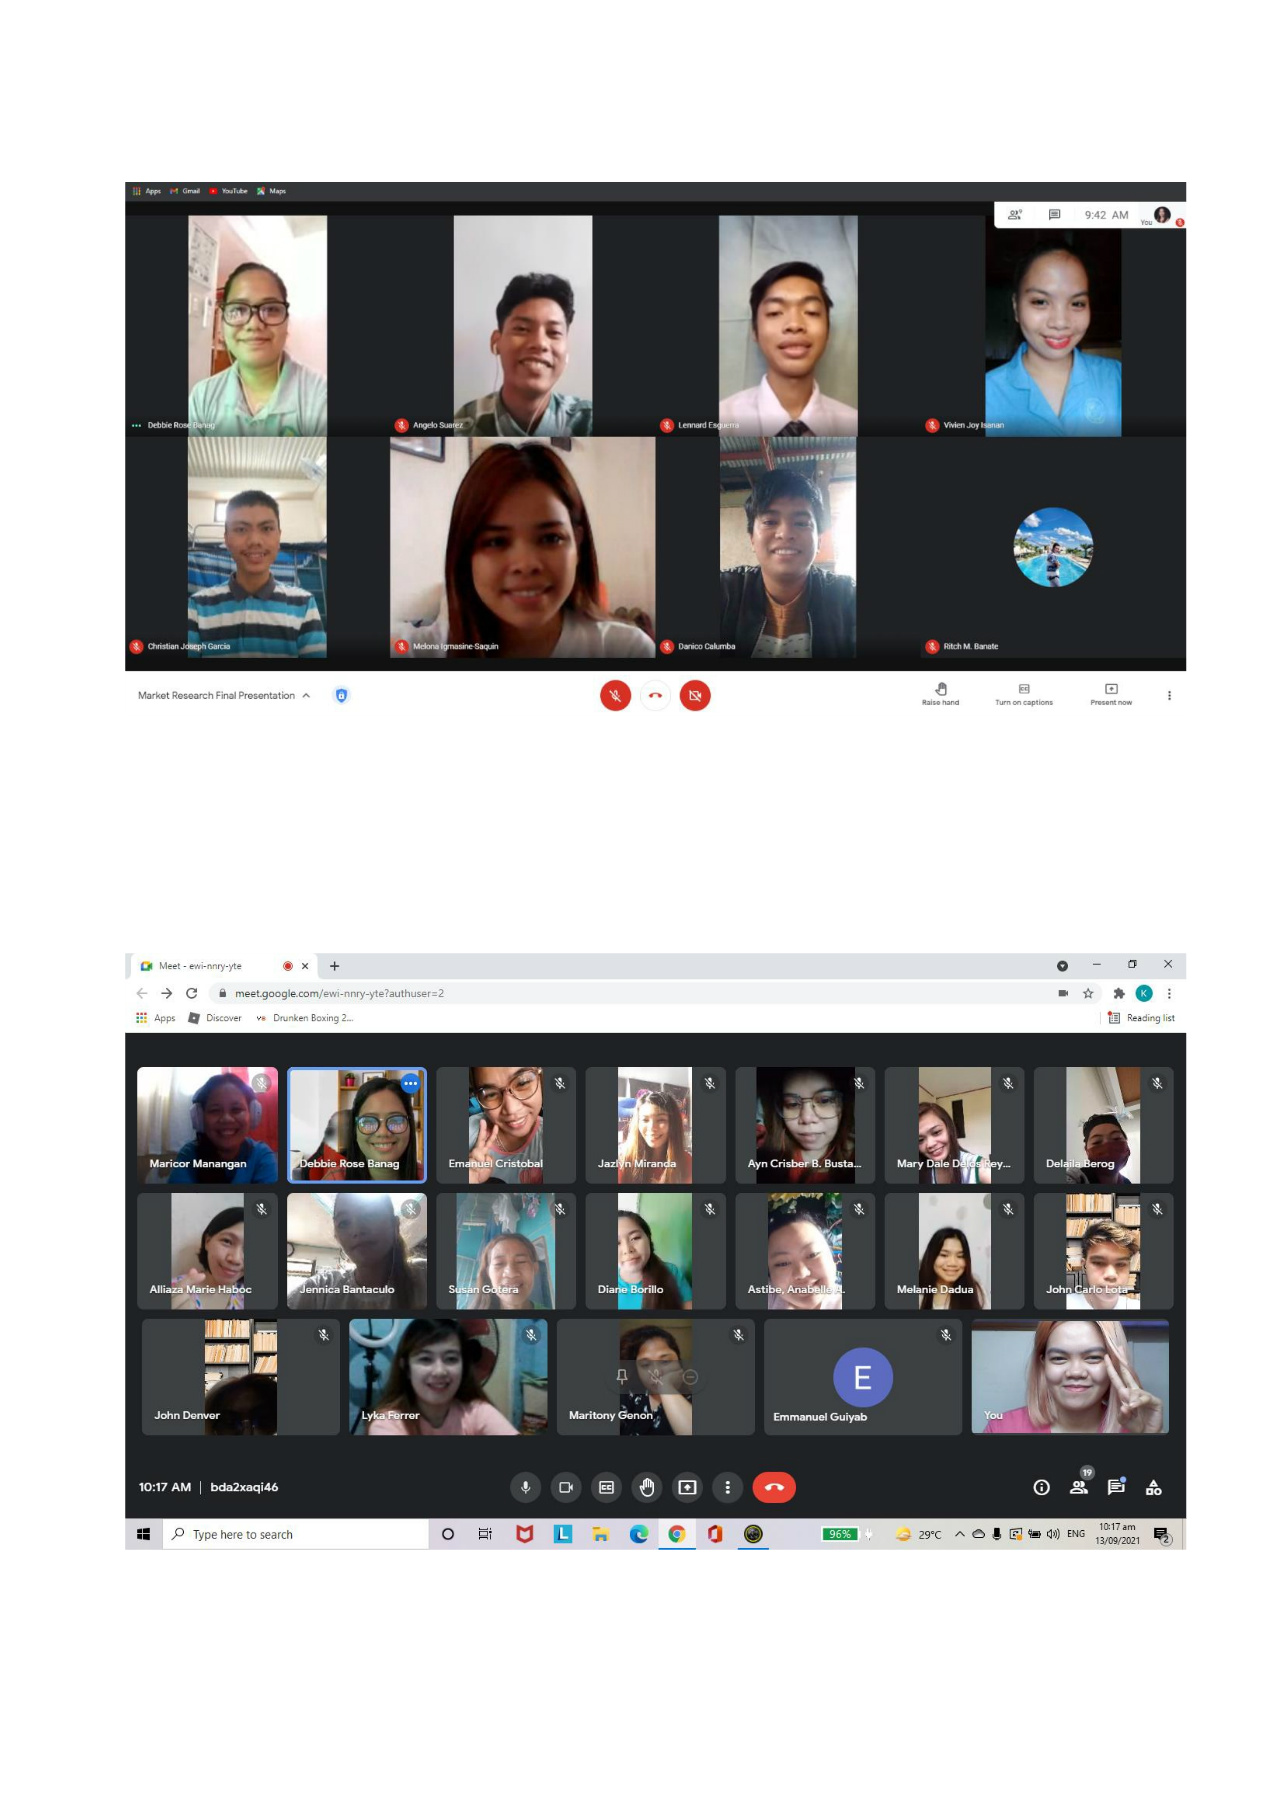 Apps Gmail YouTube Maps
9 9:42 AM You
Debbie Rose Banag Angelo Suarez Lennard Esguerra Vivien Joy Isanan
Christian Joseph Garcia Melona Igmasine-Saquin Danico Calumba Ritch M. Banate
Market Research Final Presentation Raise hand Turn on captions Present now
Meet - ewi-nnry-yte
meet.google.com/ewi-nnry-yte?authuser=2 K
Apps Discover Drunken Boxing 2... Reading list
Maricor Manangan Debbie Rose Banag Emanuel Cristobal Jazlyn Miranda Ayn Crisber B. Busta... Mary Dale Delos Rey... Delaila Berog
Alliaza Marie Haboc Jennica Bantaculo Susan Gotera Diane Borillo Astibe, Anabelle A. Melanie Dadua John Carlo Lota
E
John Denver Lyka Ferrer Maritony Genon Emmanuel Guiyab You
10:17 AM | bda2xaqi46 CC 19
Type here to search L 96% 29°C ENG 10:17 am
13/09/2021 2